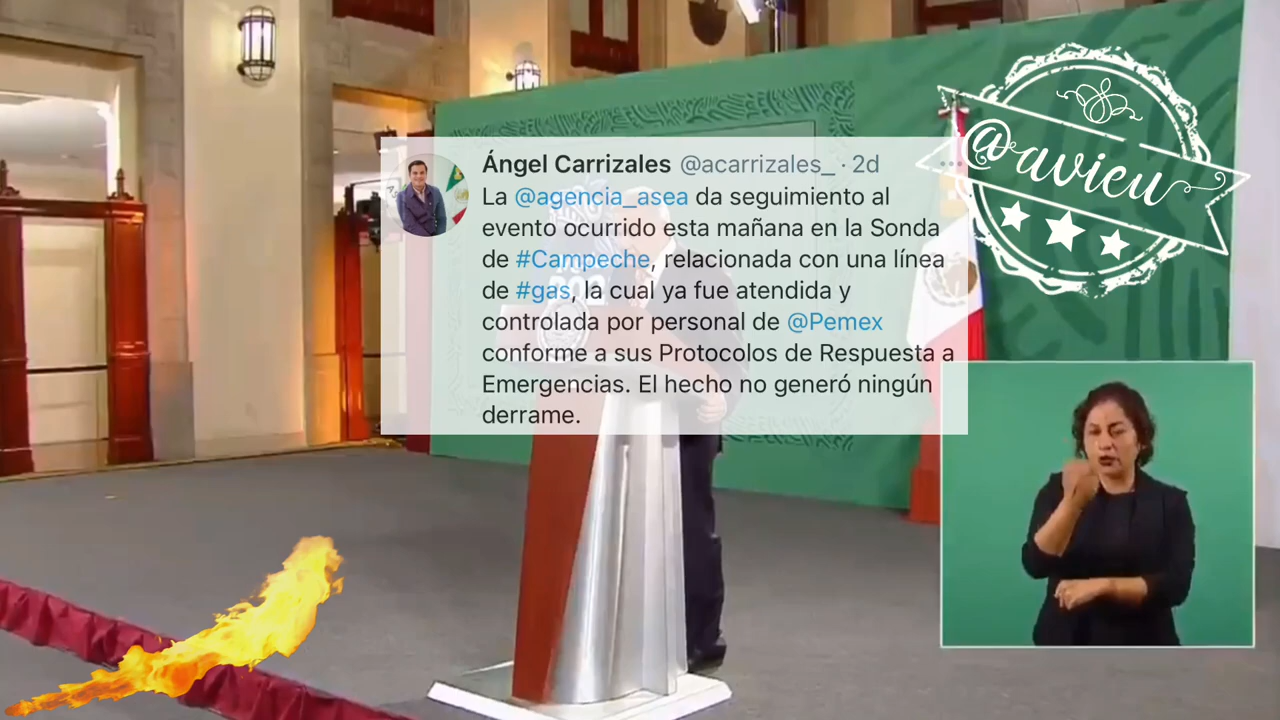 Ángel Carrizales @acarrizales_ · 2d
La @agencia_asea da seguimiento al
evento ocurrido esta mañana en la Sonda
de #Campeche, relacionada con una línea
de #gas, la cual ya fue atendida y
controlada por personal de @Pemex
conforme a sus Protocolos de Respuesta a
Emergencias. El hecho no generó ningún
derrame.
@avieu